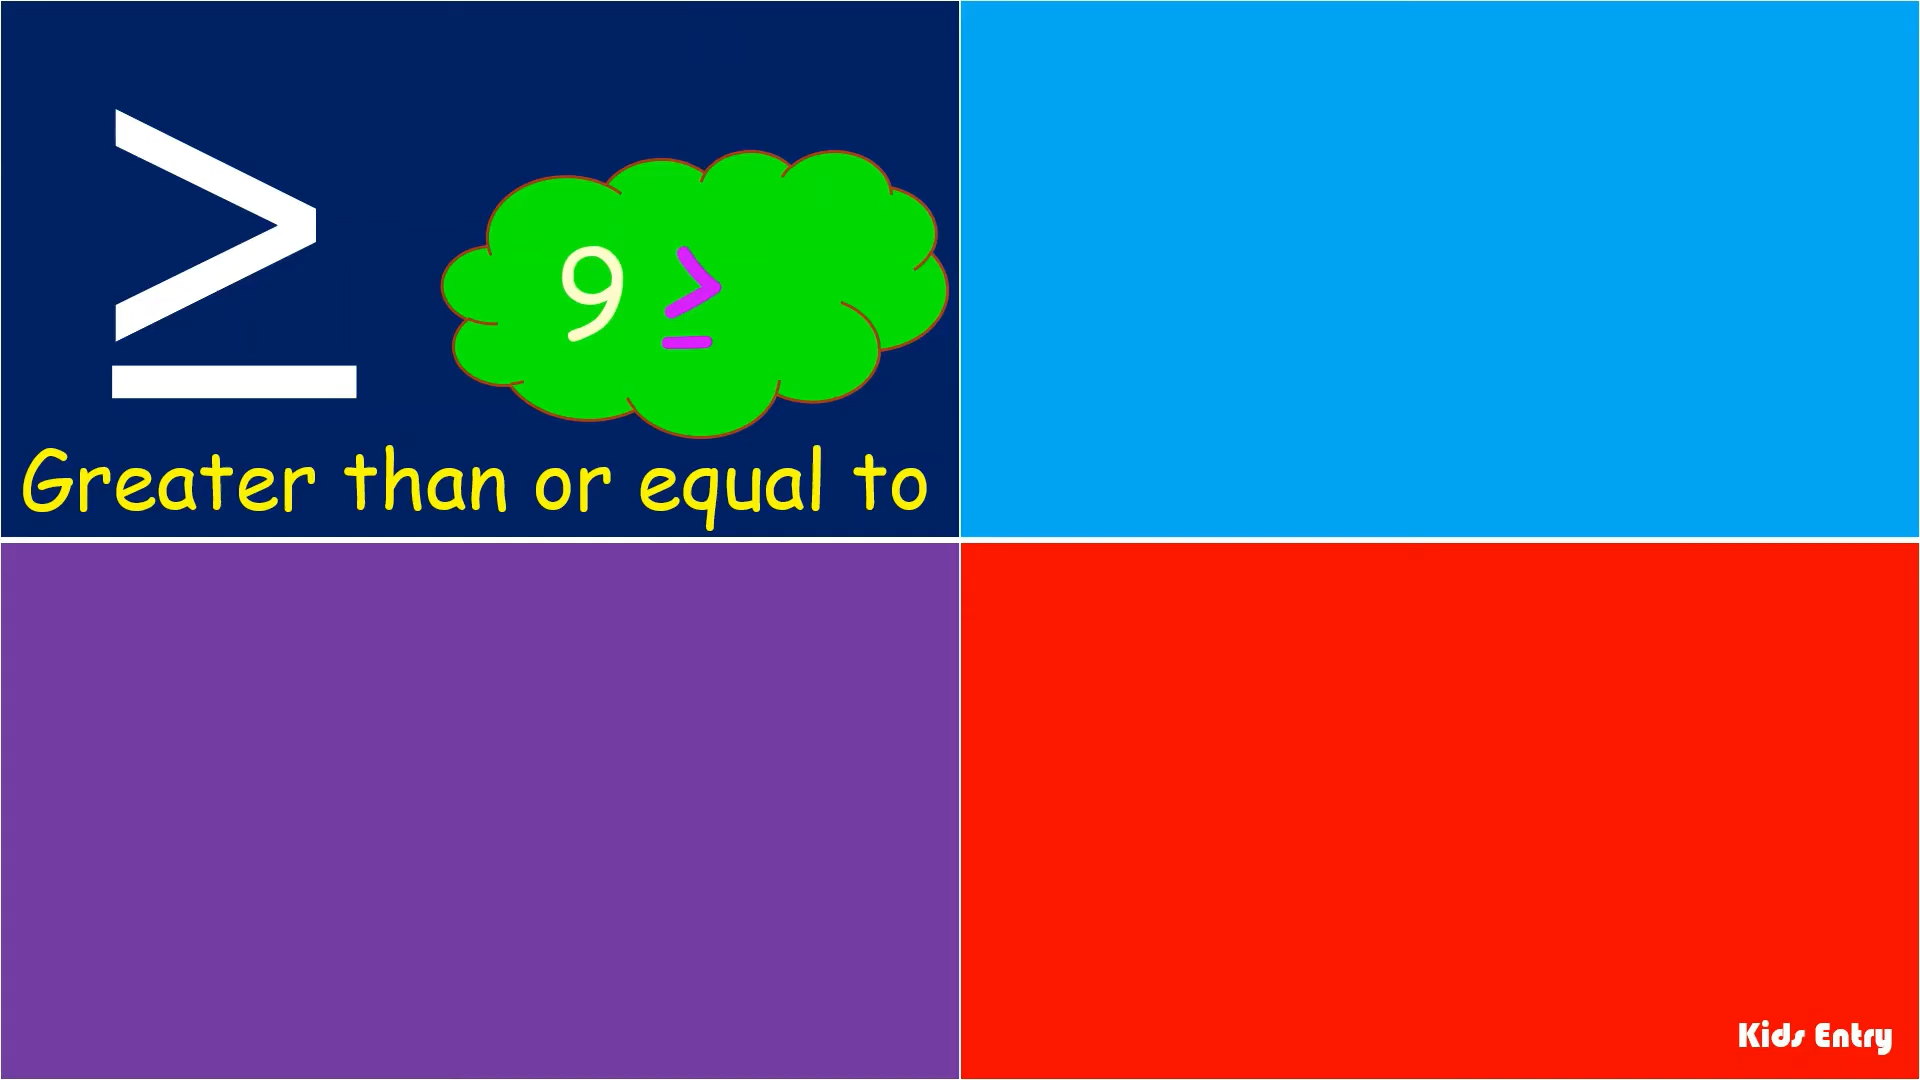 ≥
9 ≥
Greater than or equal to
Kids Entry